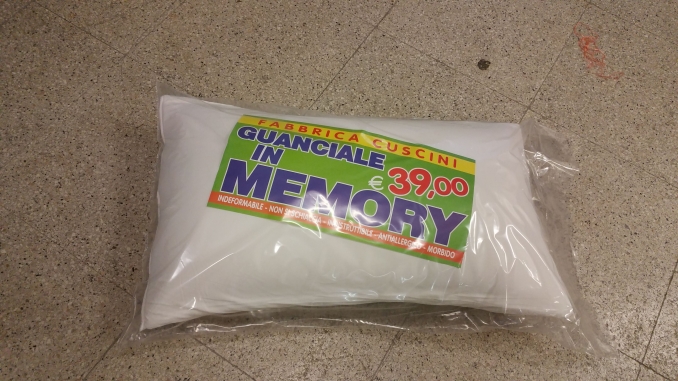 FABBRICA CUSCINI
GUANCIALE
IN
MEMORY
€ 39,00
INDEFORMABILE - NON - ANTIALLERGICO - MORBIDO